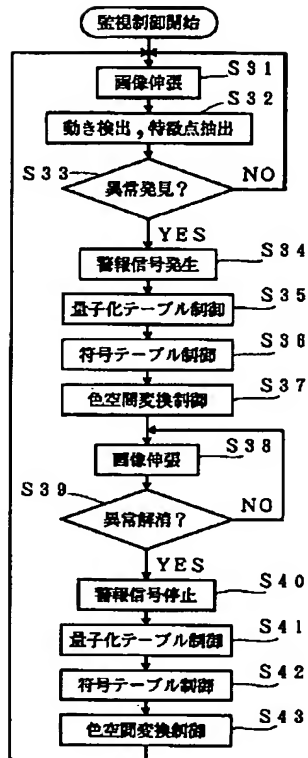 監視制御開始
S31
画像伸張
S32
動き検出,特徴点抽出
S33
異常発見?
NO
YES
S34
警報信号発生
S35
量子化テーブル制御
S36
符号テーブル制御
S37
色空間変換制御
S38
画像伸張
S39
異常解消?
NO
YES
S40
警報信号停止
S41
量子化テーブル制御
S42
符号テーブル制御
S43
色空間変換制御